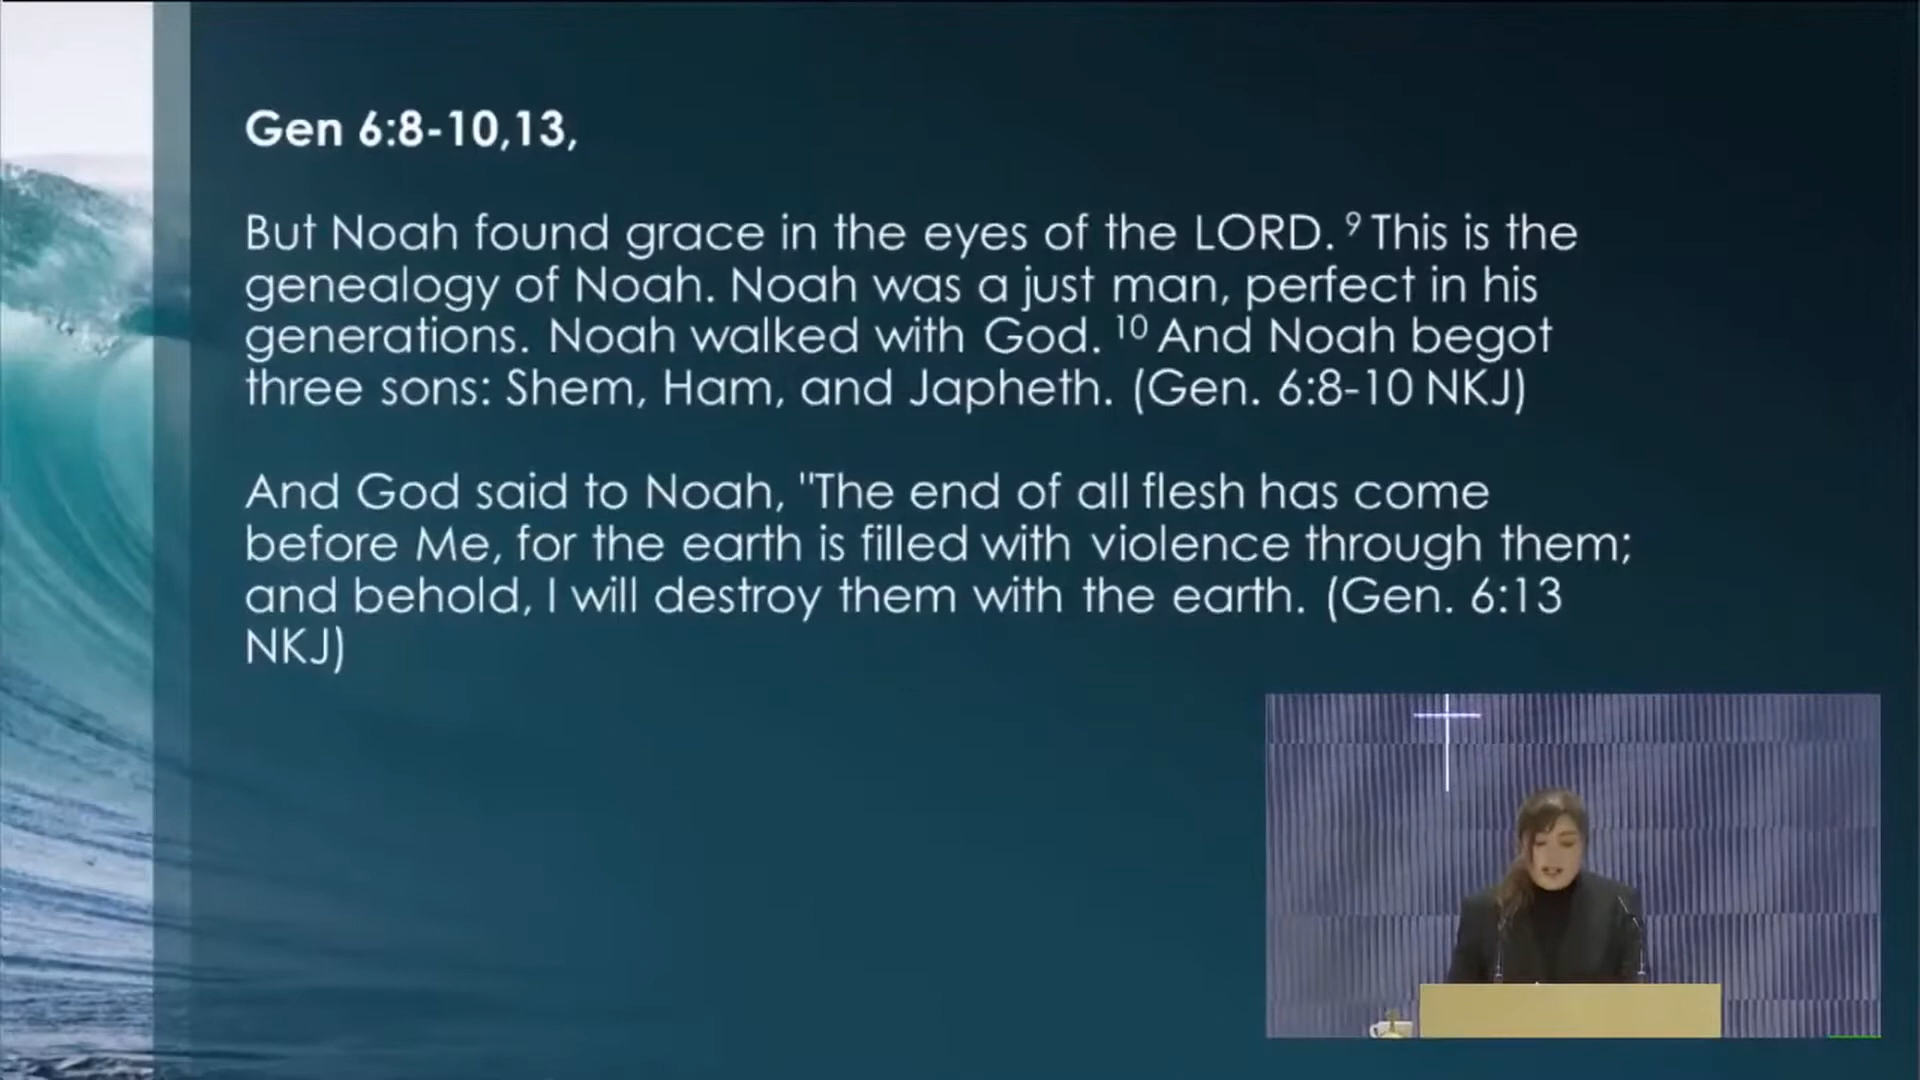 Gen 6:8-10,13,
But Noah found grace in the eyes of the LORD. ⁹ This is the
genealogy of Noah. Noah was a just man, perfect in his
generations. Noah walked with God. ¹⁰ And Noah begot
three sons: Shem, Ham, and Japheth. (Gen. 6:8-10 NKJ)
And God said to Noah, "The end of all flesh has come
before Me, for the earth is filled with violence through them;
and behold, I will destroy them with the earth. (Gen. 6:13
NKJ)